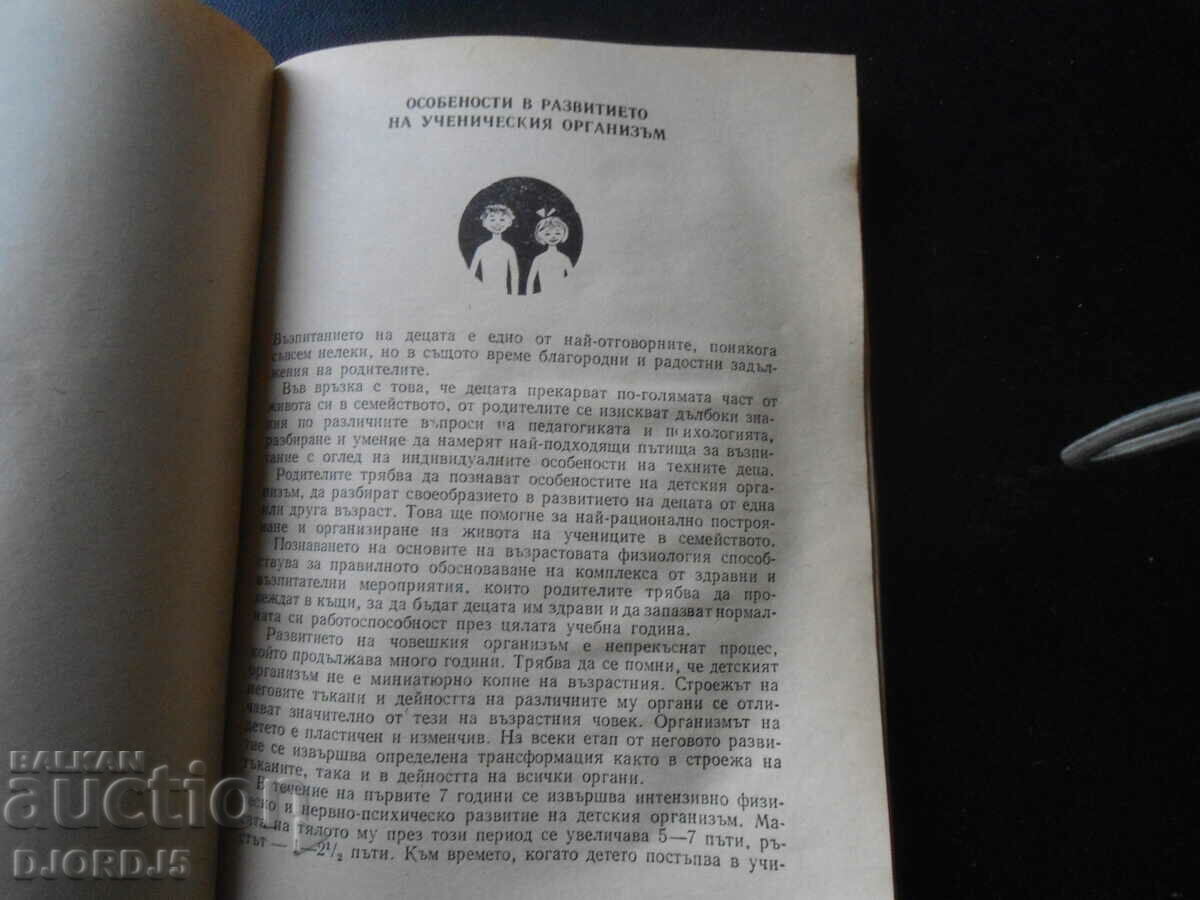 ОСОБЕНОСТИ В РАЗВИТИЕТО
НА УЧЕНИЧЕСКИЯ ОРГАНИЗЪМ
Възпитанието на децата е едно от най-отговорните, понякога
съвсем нелеки, но в същото време благородни и радостни задъл-
жения на родителите.
Във връзка с това, че децата прекарват по-голямата част от
живота си в семейството, от родителите се изискват дълбоки зна-
ния по различните въпроси на педагогиката и психологията,
разбиране и умение да намерят най-подходящи пътища за възпи-
тание с оглед на индивидуалните особености на техните деца.
Родителите трябва да познават особеностите на детския орга-
низъм, да разбират своеобразието в развитието на децата от една
или друга възраст. Това ще помогне за най-рационално построя-
ване и организиране на живота на учениците в семейството.
Познаването на основите на възрастовата физиология способ-
ствува за правилното обосноваване на комплекса от здравни и
възпитателни мероприятия, които родителите трябва да про-
веждат в къщи, за да бъдат децата им здрави и да запазват нормал-
ната си работоспособност през цялата учебна година.
Развитието на човешкия организъм е непрекъснат процес,
който продължава много години. Трябва да се помни, че детският
организъм не е миниатюрно копие на възрастния. Строежът на
неговите тъкани и дейността на различните му органи се отли-
чават значително от тези на възрастния човек. Организмът на
детето е пластичен и изменчив. На всеки етап от неговото разви-
тие се извършва определена трансформация както в строежа на
тъканите, така и в дейността на всички органи.
В течение на първите 7 години се извършва интензивно физи-
ческо и нервно-психическо развитие на детския организъм. Ма-
сата на тялото му през този период се увеличава 5—7 пъти, ръ-
стът — —2¹/₂ пъти. Към времето, когато детето постъпва в учи-
BALKAN
auction
DJORDJ5